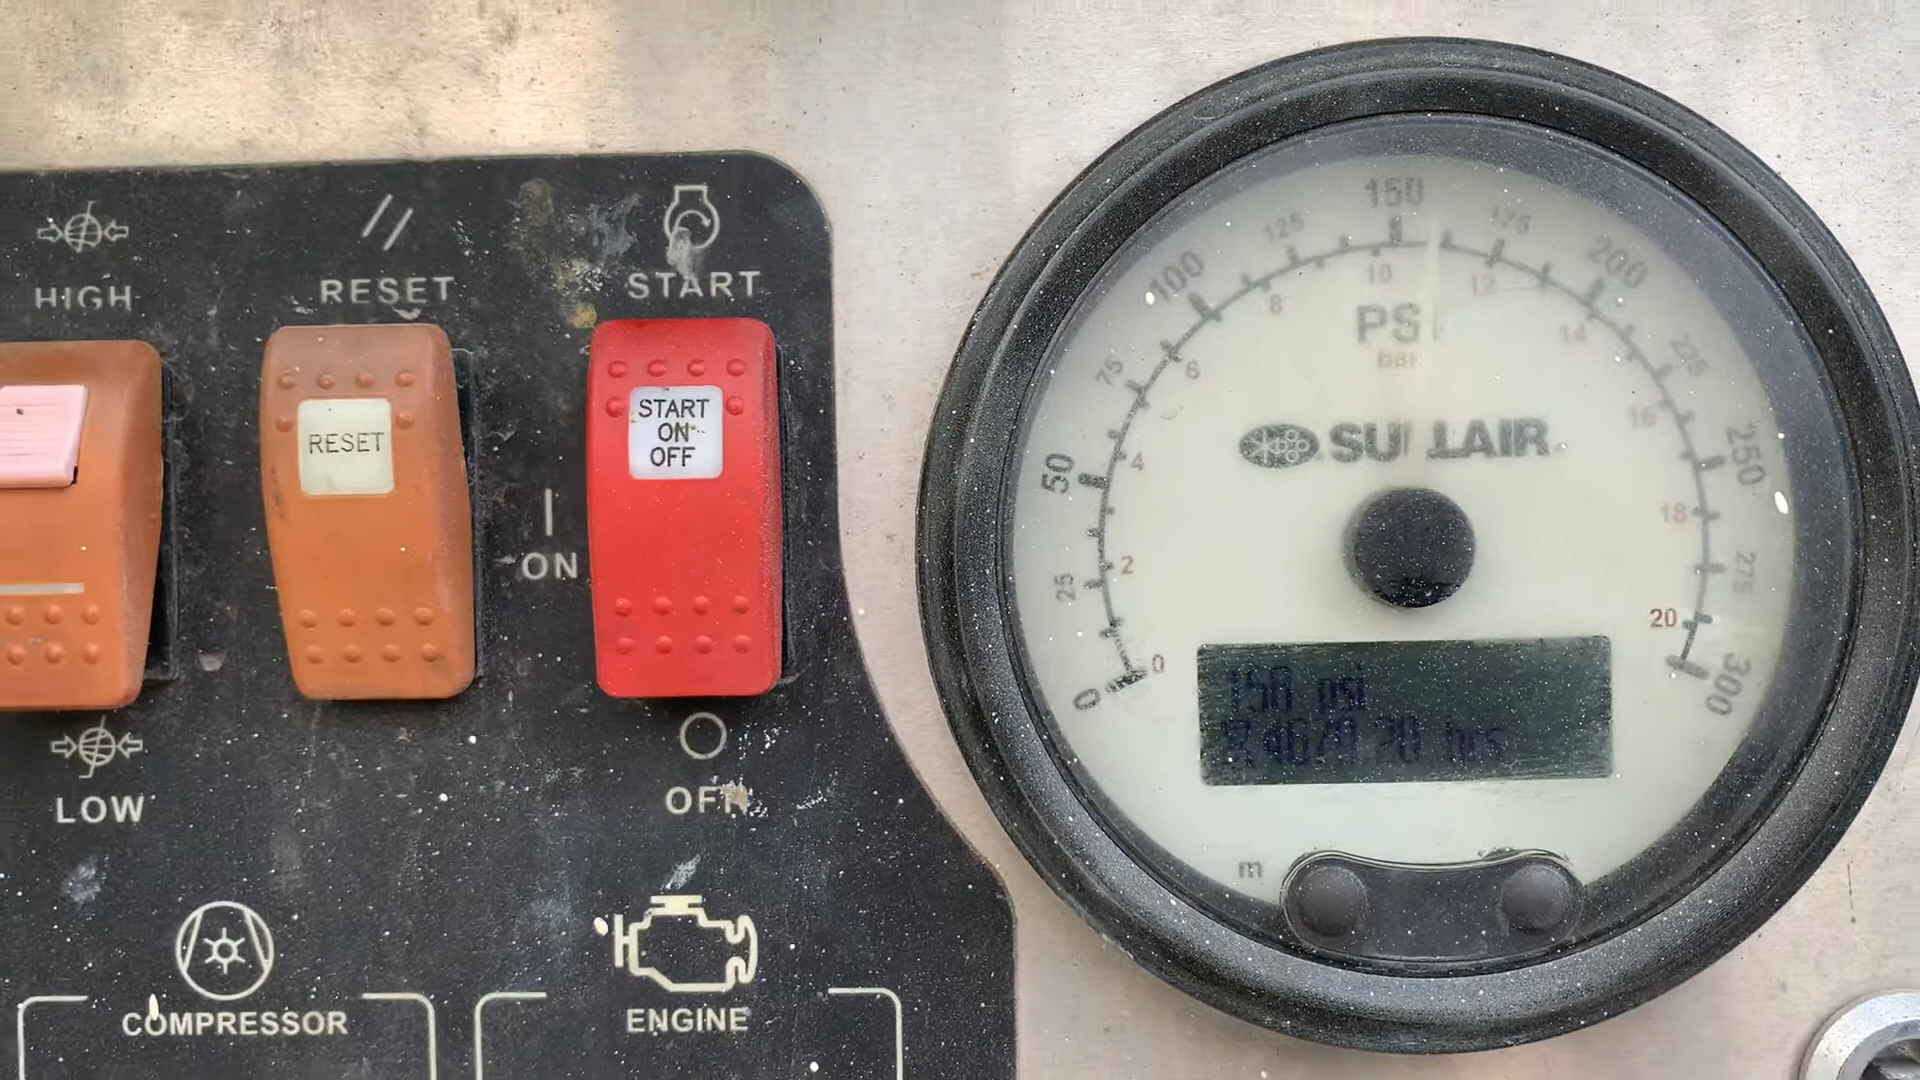 HIGH
RESET
START
RESET
START
ON
OFF
ON
LOW
OFF
COMPRESSOR
ENGINE
0
25
50
75
100
125
150
175
200
225
250
275
300
0
2
4
6
8
10
12
14
16
18
20
PSI
bar
SULLAIR
psi
hrs
m